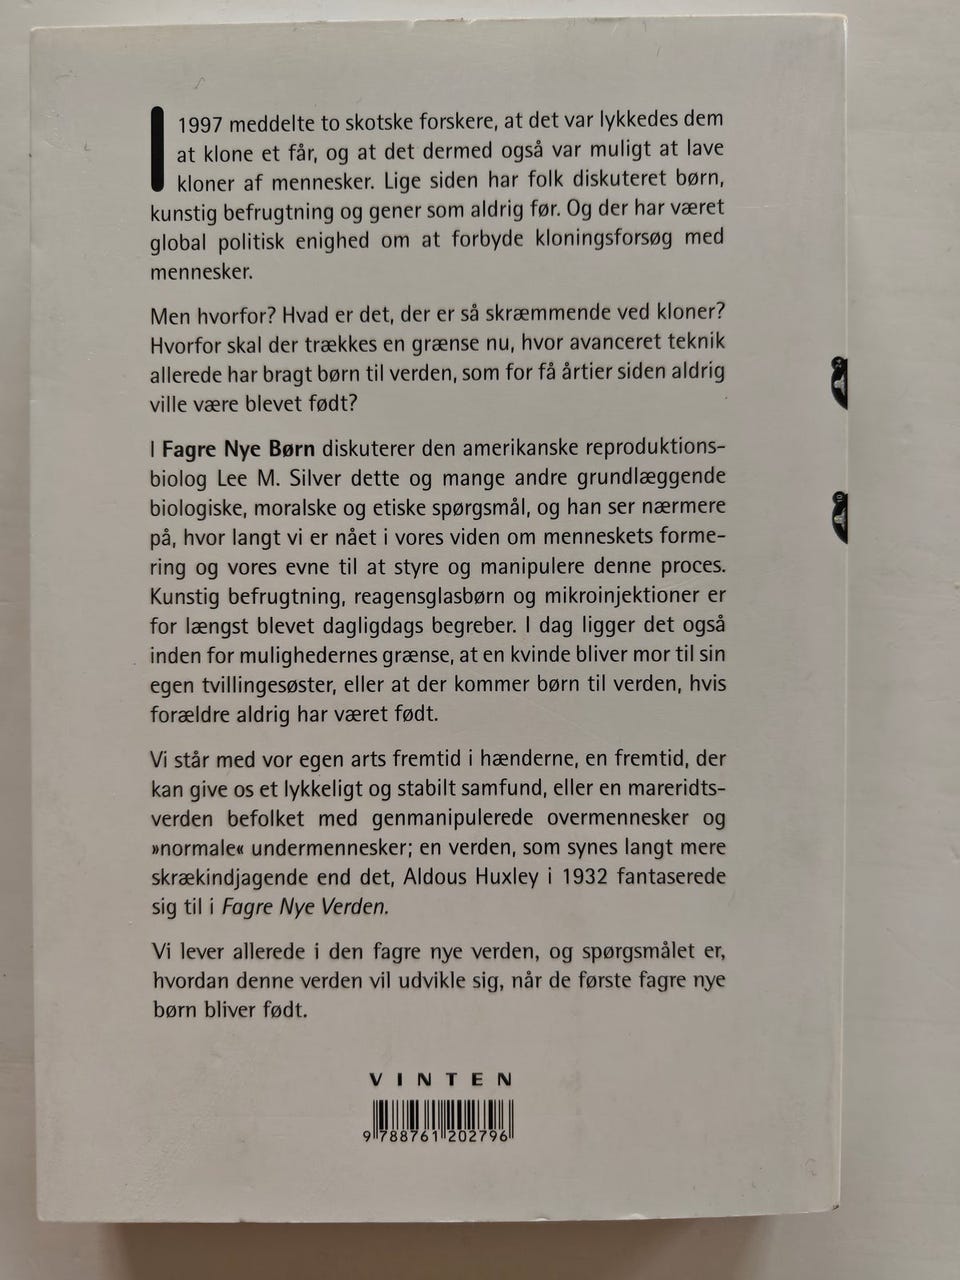 I 1997 meddelte to skotske forskere, at det var lykkedes dem
at klone et får, og at det dermed også var muligt at lave
kloner af mennesker. Lige siden har folk diskuteret børn,
kunstig befrugtning og gener som aldrig før. Og der har været
global politisk enighed om at forbyde kloningsforsøg med
mennesker.
Men hvorfor? Hvad er det, der er så skræmmende ved kloner?
Hvorfor skal der trækkes en grænse nu, hvor avanceret teknik
allerede har bragt børn til verden, som for få årtier siden aldrig
ville være blevet født?
I Fagre Nye Børn diskuterer den amerikanske reproduktions-
biolog Lee M. Silver dette og mange andre grundlæggende
biologiske, moralske og etiske spørgsmål, og han ser nærmere
på, hvor langt vi er nået i vores viden om menneskets forme-
ring og vores evne til at styre og manipulere denne proces.
Kunstig befrugtning, reagensglasbørn og mikroinjektioner er
for længst blevet dagligdags begreber. I dag ligger det også
inden for mulighedernes grænse, at en kvinde bliver mor til sin
egen tvillingesøster, eller at der kommer børn til verden, hvis
forældre aldrig har været født.
Vi står med vor egen arts fremtid i hænderne, en fremtid, der
kan give os et lykkeligt og stabilt samfund, eller en mareridts-
verden befolket med genmanipulerede overmennesker og
»normale« undermennesker; en verden, som synes langt mere
skrækindjagende end det, Aldous Huxley i 1932 fantaserede
sig til i Fagre Nye Verden.
Vi lever allerede i den fagre nye verden, og spørgsmålet er,
hvordan denne verden vil udvikle sig, når de første fagre nye
børn bliver født.
VINTEN
9 788761 202796